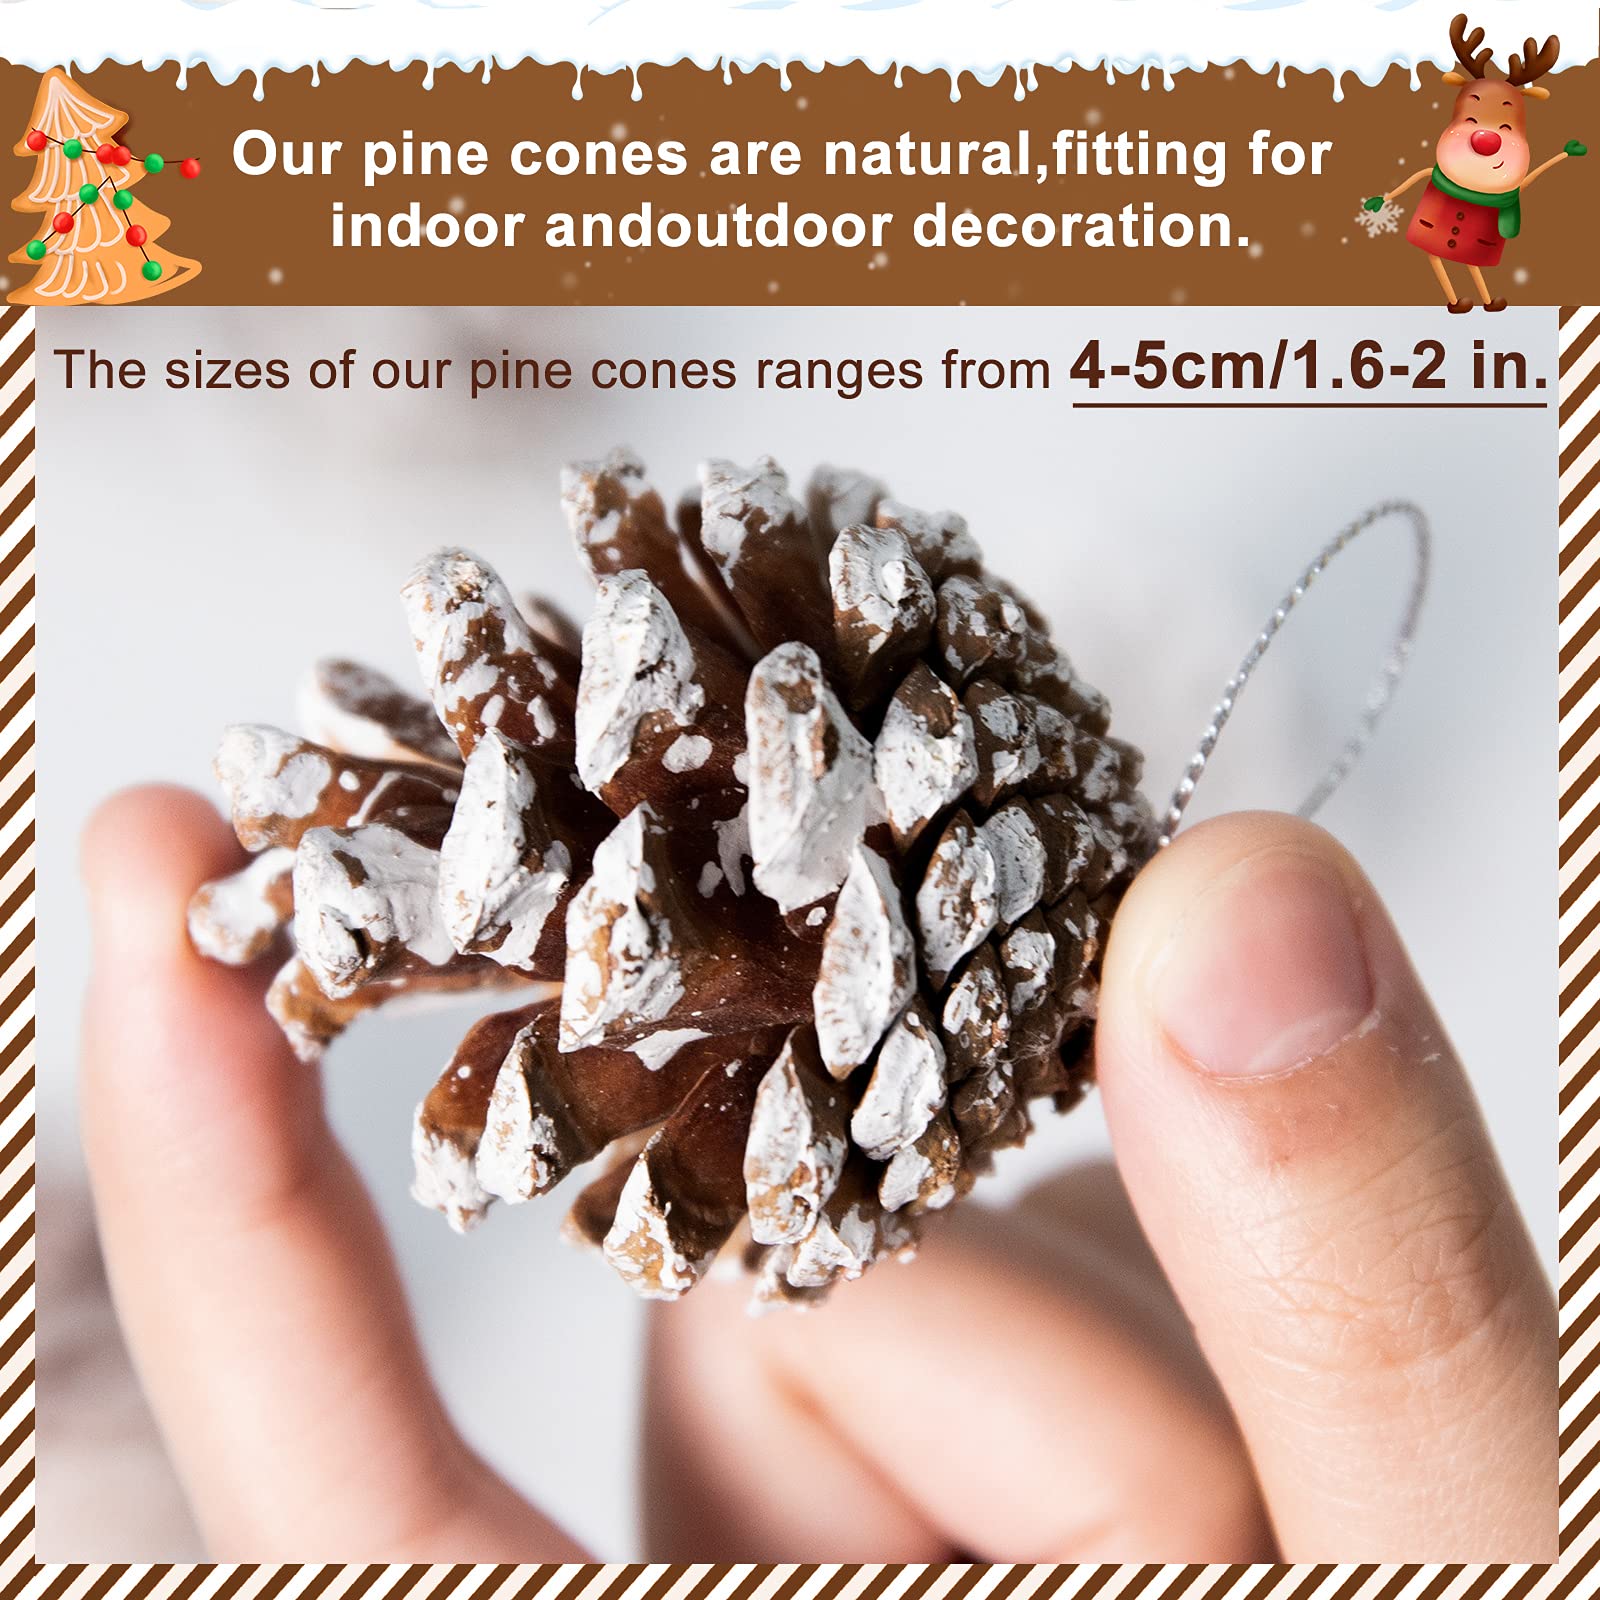 Our pine cones are natural,fitting for
indoor andoutdoor decoration.
The sizes of our pine cones ranges from 4-5cm/1.6-2 in.